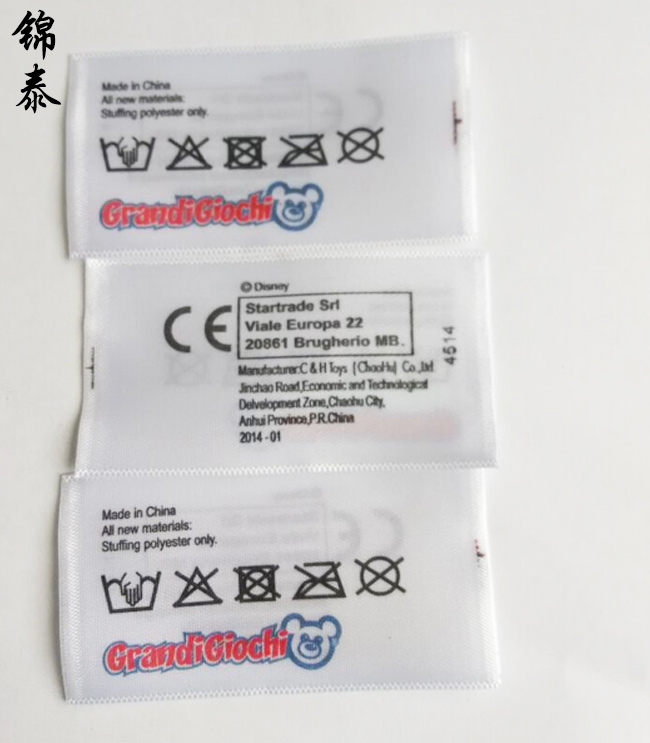 锦泰
Made in China
All new materials:
Stuffing polyester only.
GrandiGiochi
© Disney
CE
Startrade Srl
Viale Europa 22
20861 Brugherio MB.
4514
Manufacturer:C & H Toys (ChaoHu) Co.,Ltd
Jinchao Road,Economic and Technological
Delvelopment Zone,Chaohu City,
Anhui Province,P.R.China
2014-01
Made in China
All new materials:
Stuffing polyester only.
GrandiGiochi